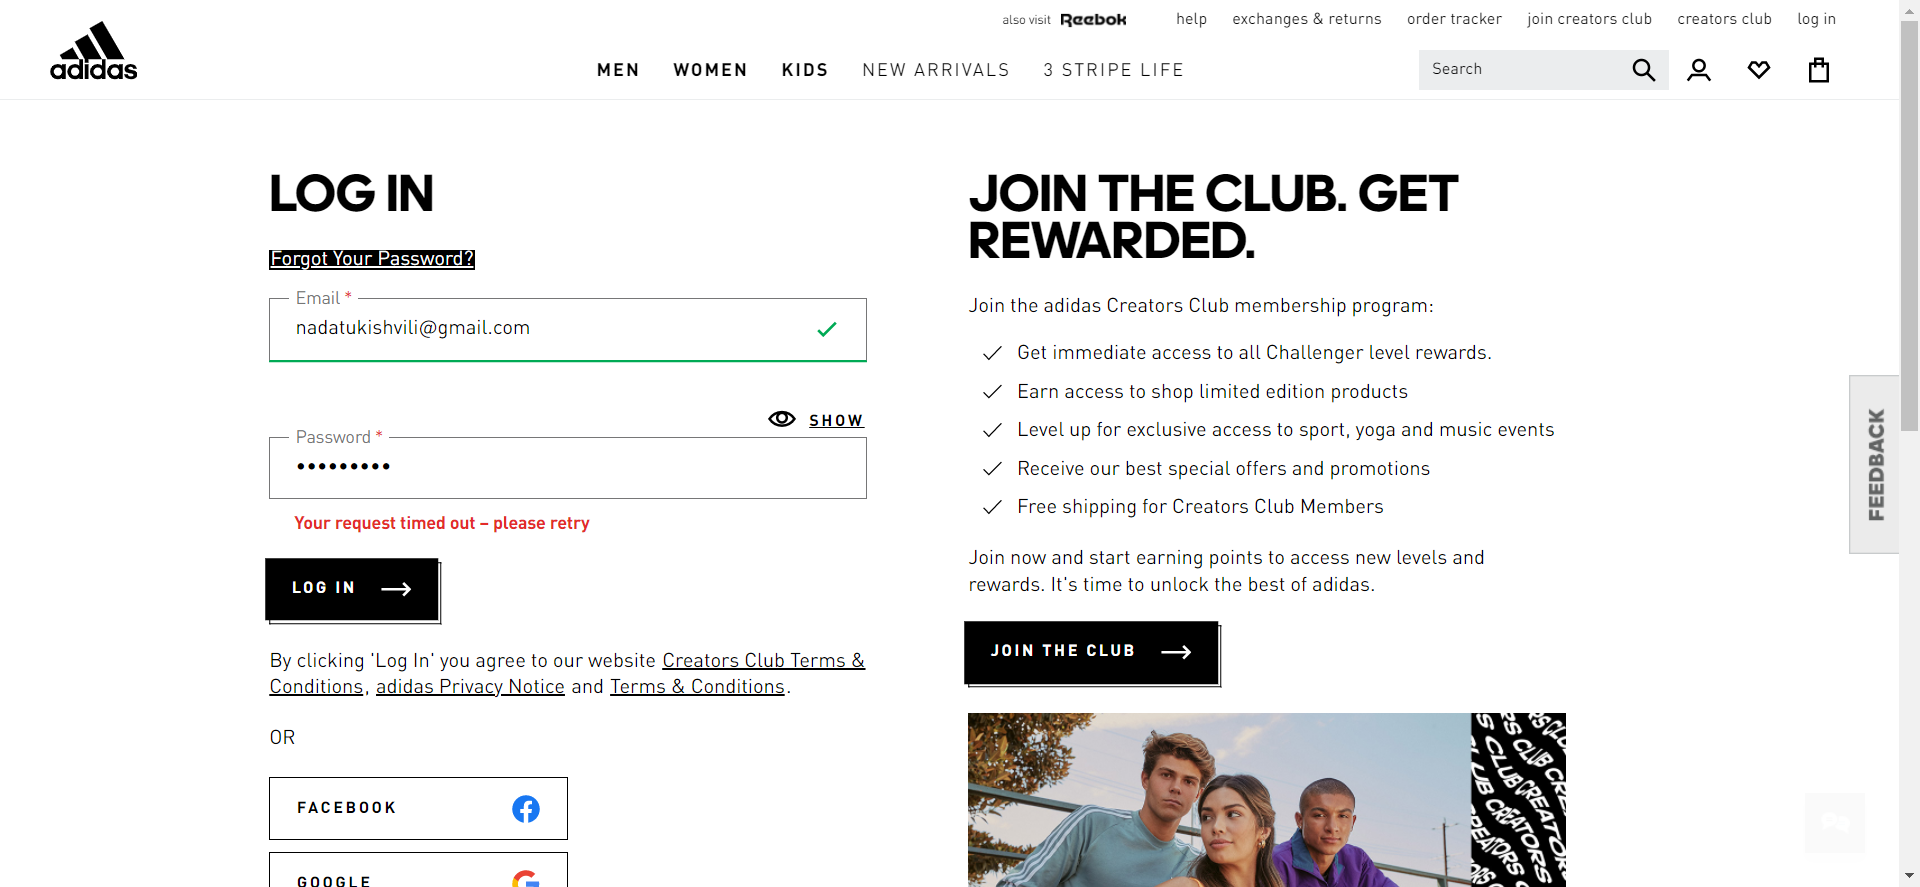 also visit Reebok help exchanges & returns order tracker join creators club creators club log in
adidas
MEN WOMEN KIDS NEW ARRIVALS 3 STRIPE LIFE
Search
LOG IN
Forgot Your Password?
Email *
nadatukishvili@gmail.com
SHOW
Password *
•••••••••
Your request timed out – please retry
LOG IN
By clicking 'Log In' you agree to our website Creators Club Terms &
Conditions, adidas Privacy Notice and Terms & Conditions.
OR
FACEBOOK
GOOGLE
JOIN THE CLUB. GET
REWARDED.
Join the adidas Creators Club membership program:
Get immediate access to all Challenger level rewards.
Earn access to shop limited edition products
Level up for exclusive access to sport, yoga and music events
Receive our best special offers and promotions
Free shipping for Creators Club Members
Join now and start earning points to access new levels and
rewards. It's time to unlock the best of adidas.
JOIN THE CLUB
CREATORS CLUB
FEEDBACK